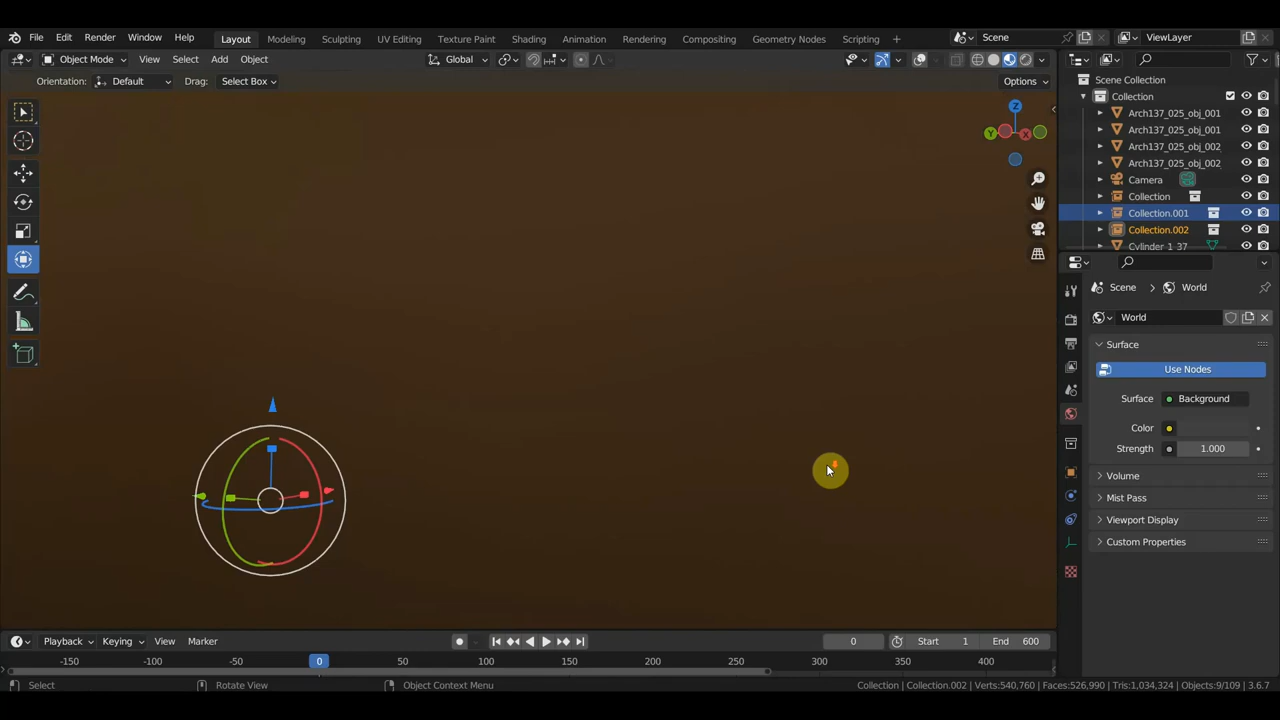 File Edit Render Window Help Layout Modeling Sculpting UV Editing Texture Paint Shading Animation Rendering Compositing Geometry Nodes Scripting + Scene ViewLayer
Object Mode View Select Add Object Global
Orientation: Default Drag: Select Box Options
Z
Y
X
Scene Collection
Collection
Arch137_025_obj_001
Arch137_025_obj_001
Arch137_025_obj_002
Arch137_025_obj_002
Camera
Collection
Collection.001
Collection.002
Cylinder_1_37
Scene > World
World
Surface
Use Nodes
Surface Background
Color
Strength 1.000
Volume
Mist Pass
Viewport Display
Custom Properties
Playback Keying View Marker 0 Start 1 End 600
-150 -100 -50 0 50 100 150 200 250 300 350 400
Select Rotate View Object Context Menu Collection | Collection.002 | Verts:540,760 | Faces:526,990 | Tris:1,034,324 | Objects:9/109 | 3.6.7